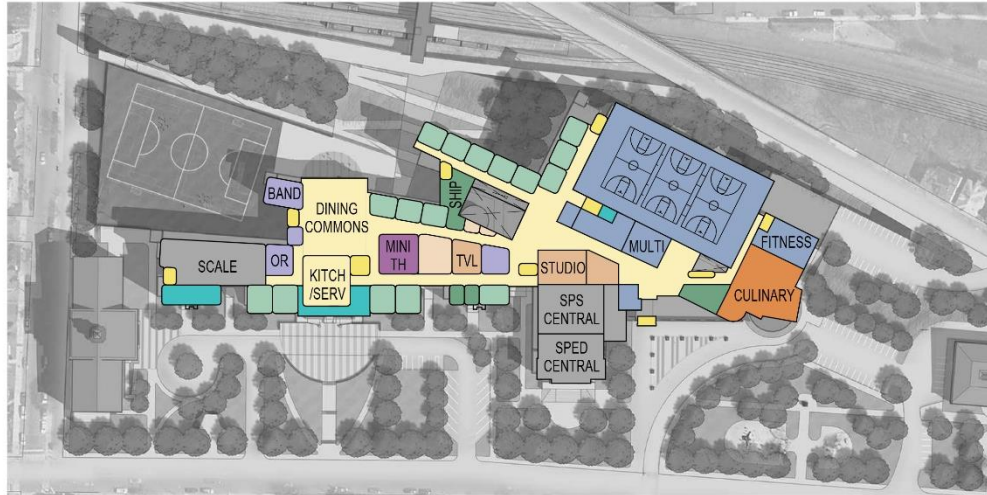 BAND
DINING
COMMONS
SHIP
SCALE
OR
KITCH
/SERV
MINI
TH
TVL
STUDIO
MULTI
FITNESS
CULINARY
SPS
CENTRAL
SPED
CENTRAL